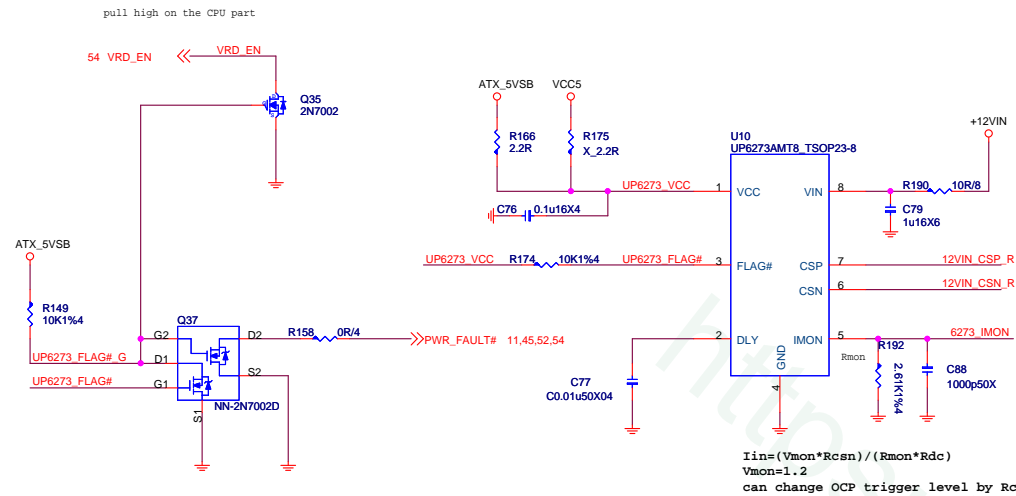 pull high on the CPU part
54 VRD_EN
VRD_EN
Q35
2N7002
ATX_5VSB
VCC5
R166
2.2R
R175
X_2.2R
U10
UP6273AMT8_TSOP23-8
+12VIN
UP6273_VCC
1
VCC
VIN
8
R190
10R/8
C76
0.1u16X4
C79
1u16X6
ATX_5VSB
UP6273_VCC
R174
10K1%4
UP6273_FLAG#
3
FLAG#
CSP
7
12VIN_CSP_R
CSN
6
12VIN_CSN_R
R149
10K1%4
Q37
G2
D2
R158
0R/4
PWR_FAULT# 11,45,52,54
2
DLY
IMON
5
6273_IMON
UP6273_FLAG#_G
D1
S2
UP6273_FLAG#
G1
NN-2N7002D
S1
GND
4
Rmon
R192
2.61K1%4
C88
1000p50X
C77
C0.01u50X04
Iin=(Vmon*Rcsn)/(Rmon*Rdc)
Vmon=1.2
can change OCP trigger level by Rc
https